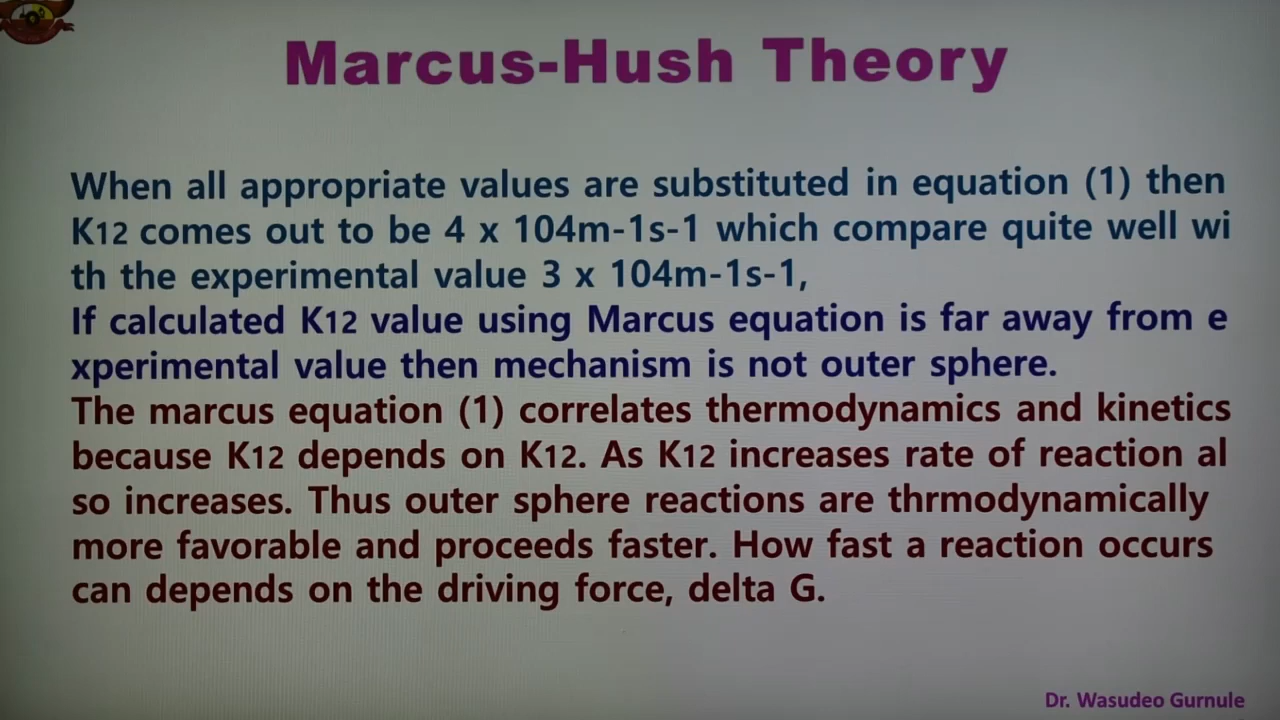 Marcus-Hush Theory
When all appropriate values are substituted in equation (1) then
K12 comes out to be 4 x 104m-1s-1 which compare quite well wi
th the experimental value 3 x 104m-1s-1,
If calculated K12 value using Marcus equation is far away from e
xperimental value then mechanism is not outer sphere.
The marcus equation (1) correlates thermodynamics and kinetics
because K12 depends on K12. As K12 increases rate of reaction al
so increases. Thus outer sphere reactions are thrmodynamically
more favorable and proceeds faster. How fast a reaction occurs
can depends on the driving force, delta G.
Dr. Wasudeo Gurnule